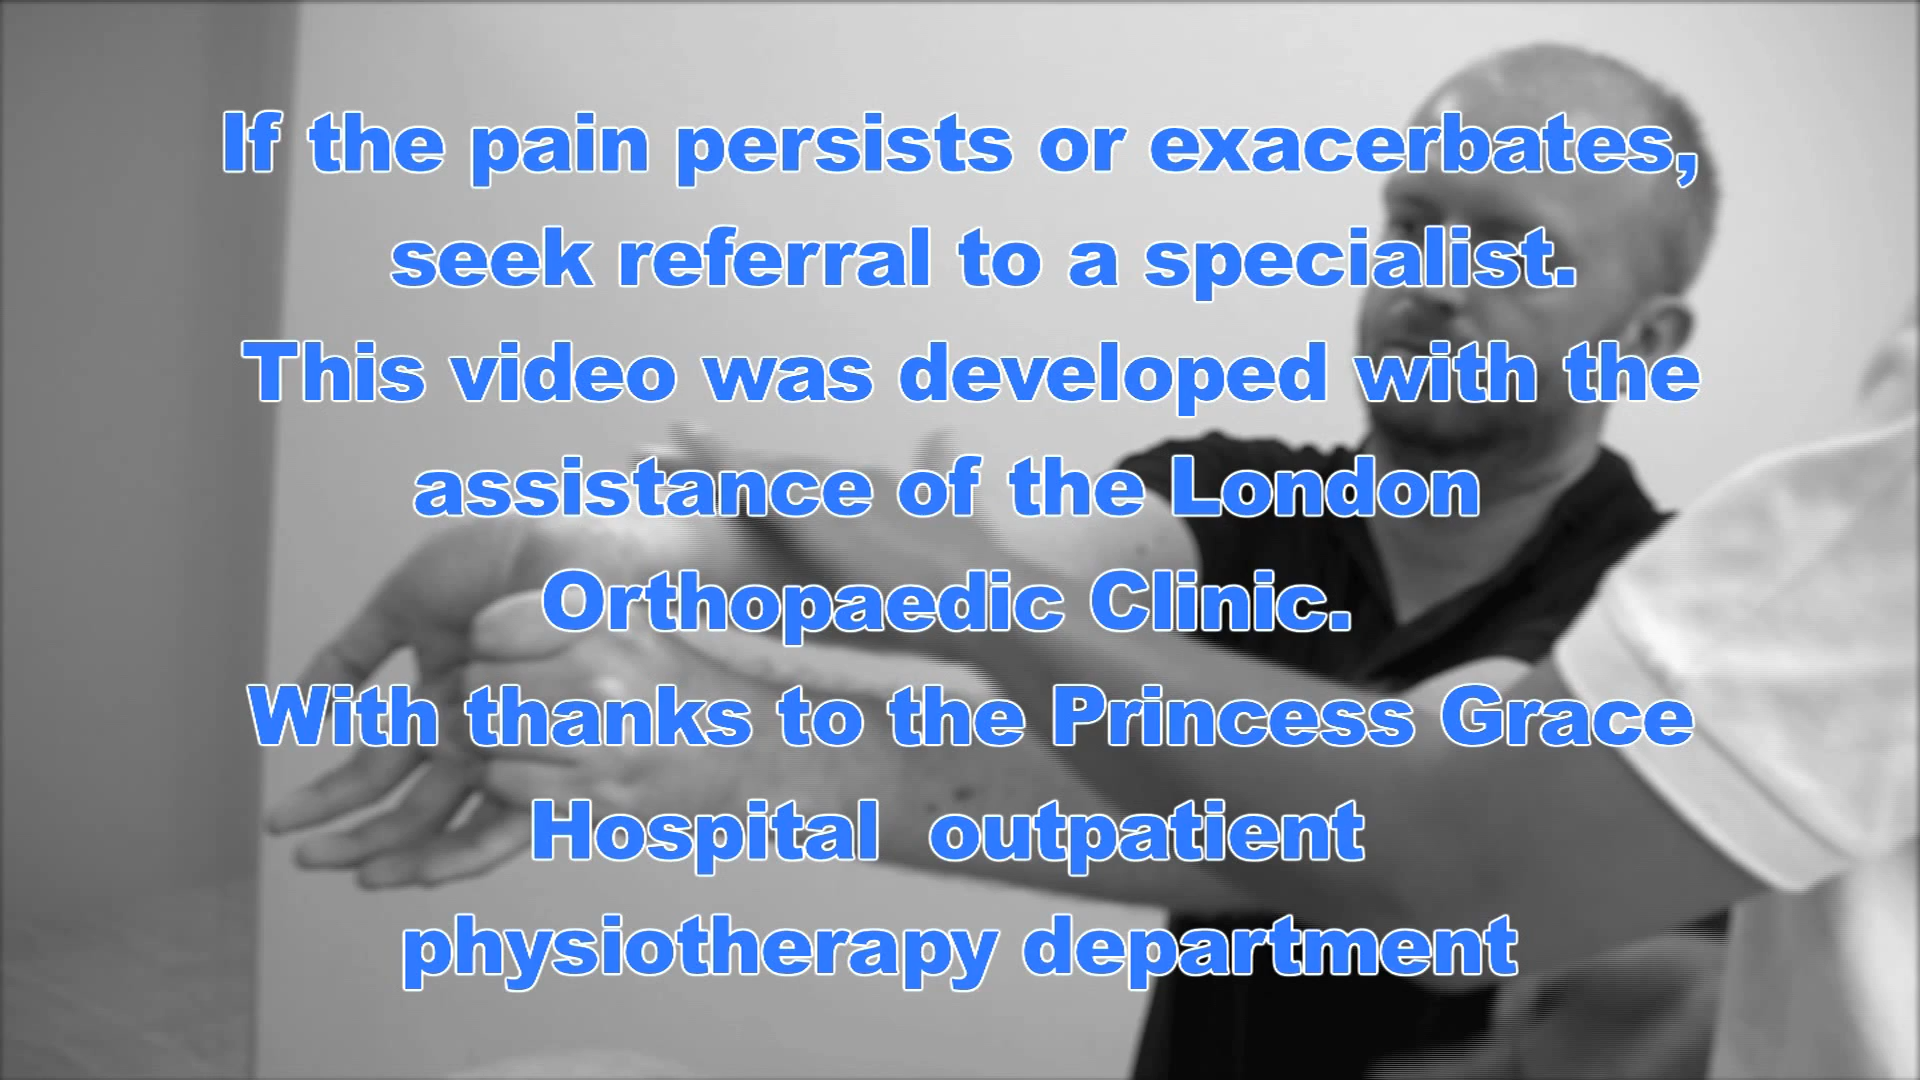 If the pain persists or exacerbates,
seek referral to a specialist.
This video was developed with the
assistance of the London
Orthopaedic Clinic.
With thanks to the Princess Grace
Hospital  outpatient
physiotherapy department